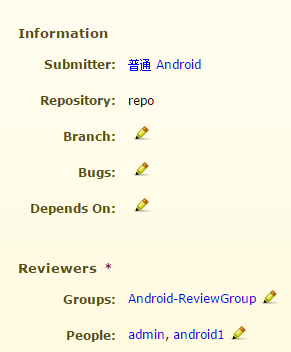 Information
Submitter: 普通 Android
Repository: repo
Branch:
Bugs:
Depends On:
Reviewers *
Groups: Android-ReviewGroup
People: admin, android1